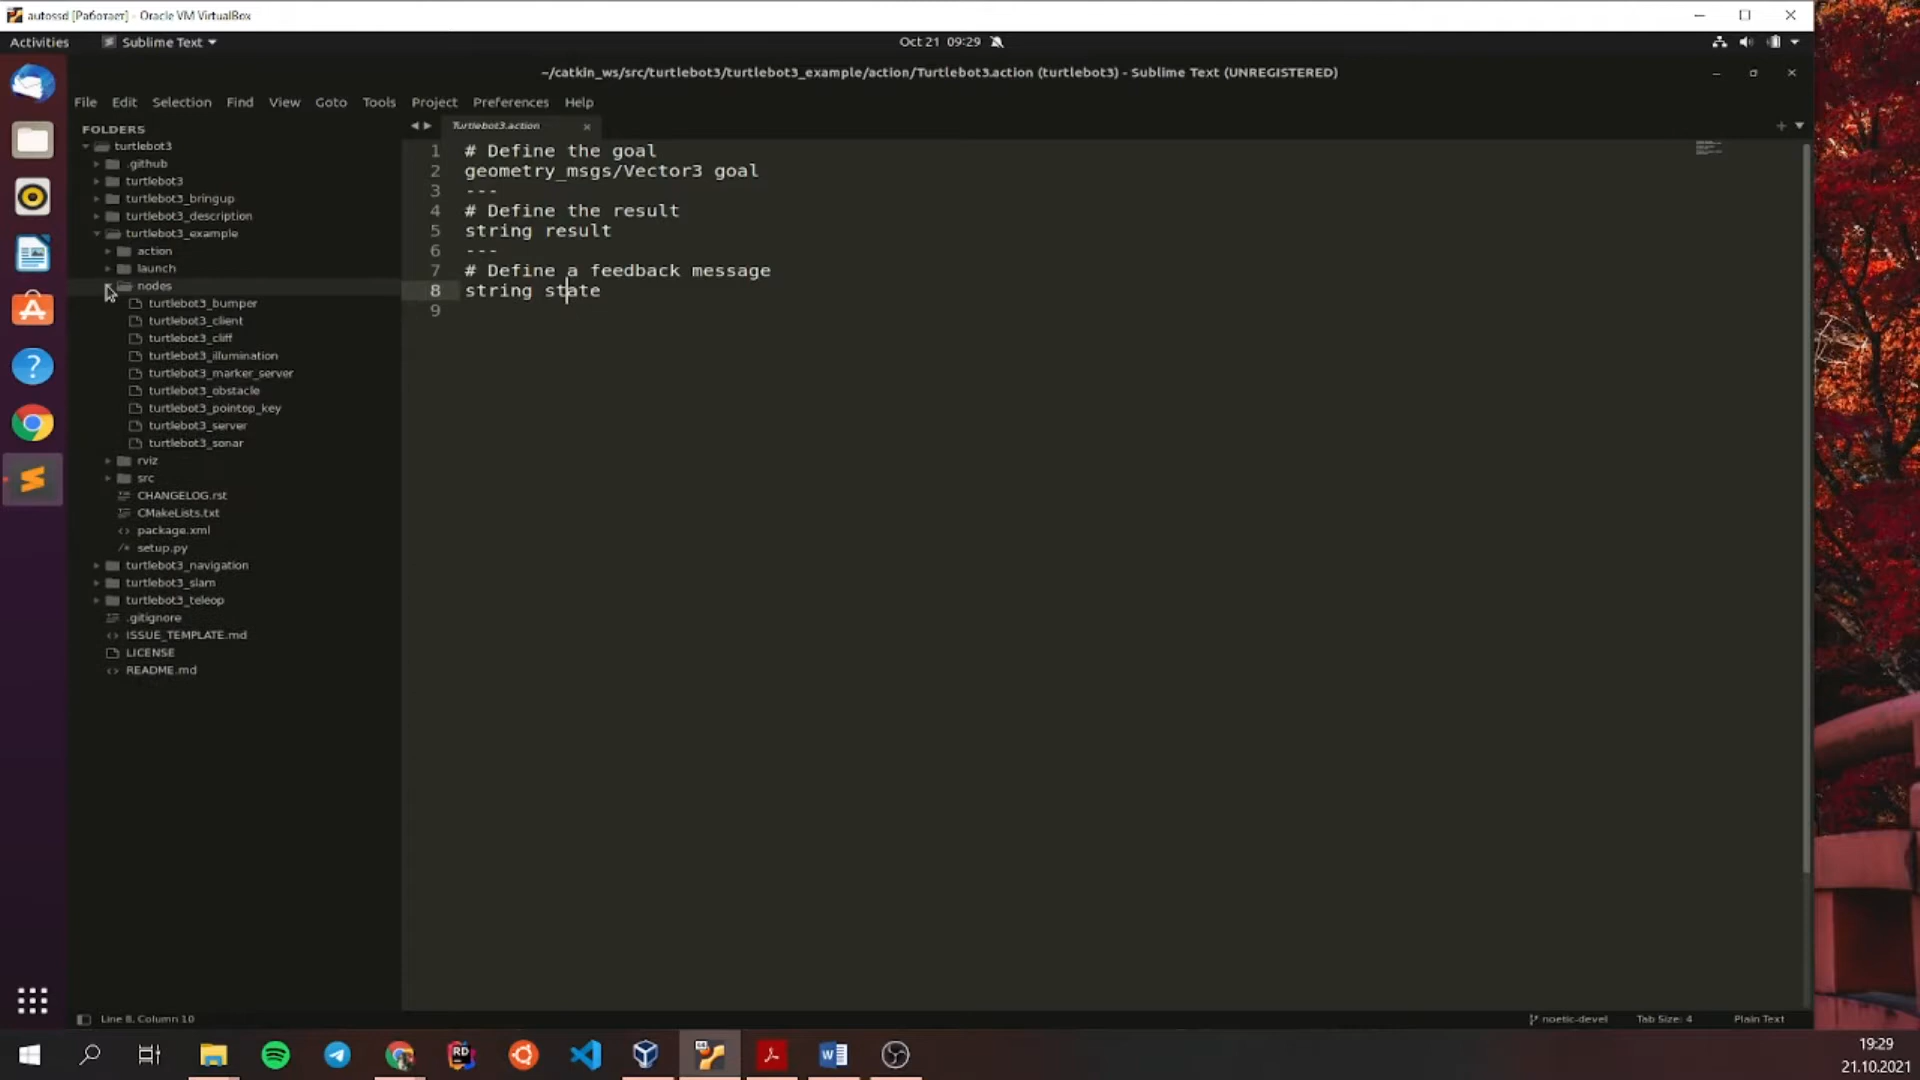 autossd [Работает] - Oracle VM VirtualBox
Activities
Sublime Text
Oct 21 09:29
~/catkin_ws/src/turtlebot3/turtlebot3_example/action/Turtlebot3.action (turtlebot3) - Sublime Text (UNREGISTERED)
File Edit Selection Find View Goto Tools Project Preferences Help
FOLDERS
turtlebot3
.github
turtlebot3
turtlebot3_bringup
turtlebot3_description
turtlebot3_example
action
launch
nodes
turtlebot3_bumper
turtlebot3_client
turtlebot3_cliff
turtlebot3_illumination
turtlebot3_marker_server
turtlebot3_obstacle
turtlebot3_pointop_key
turtlebot3_server
turtlebot3_sonar
rviz
src
CHANGELOG.rst
CMakeLists.txt
package.xml
setup.py
turtlebot3_navigation
turtlebot3_slam
turtlebot3_teleop
.gitignore
ISSUE_TEMPLATE.md
LICENSE
README.md
Turtlebot3.action
1 # Define the goal
2 geometry_msgs/Vector3 goal
3 ---
4 # Define the result
5 string result
6 ---
7 # Define a feedback message
8 string state
9
Line 8, Column 10
noetic-devel
Tab Size: 4
Plain Text
19:29
21.10.2021